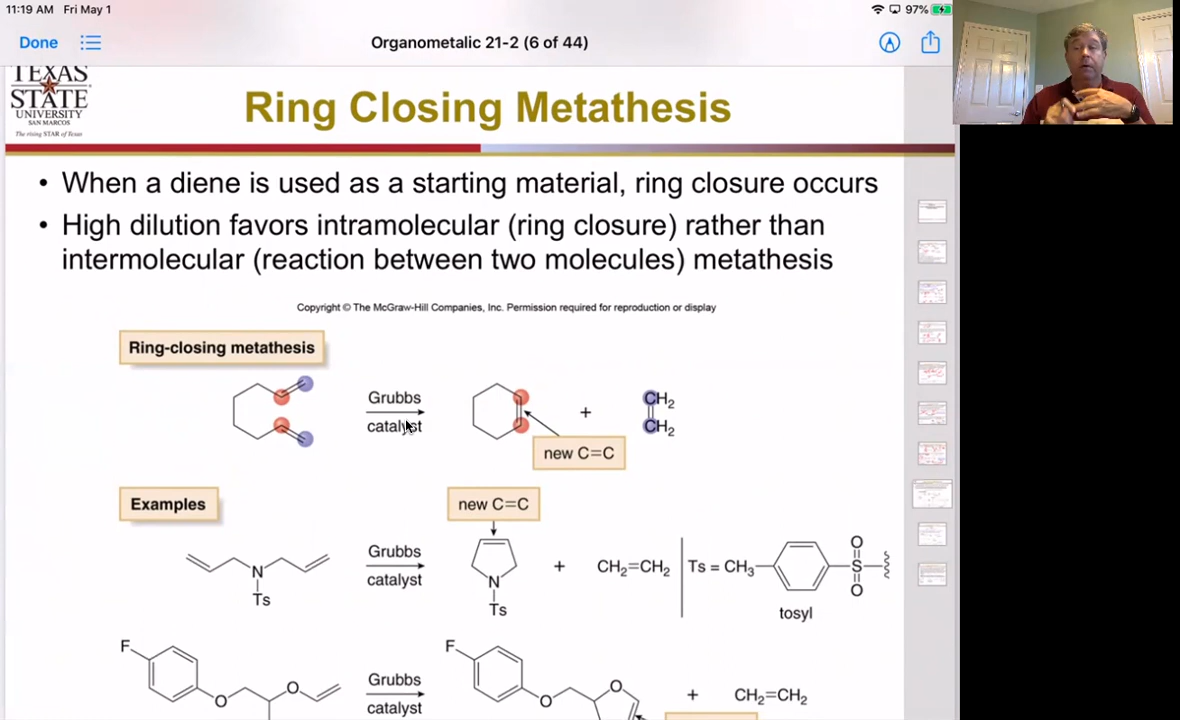 11:19 AM Fri May 1
97%
Done
Organometalic 21-2 (6 of 44)
TEXAS
STATE
UNIVERSITY
SAN MARCOS
The rising STAR of Texas
Ring Closing Metathesis
• When a diene is used as a starting material, ring closure occurs
• High dilution favors intramolecular (ring closure) rather than
intermolecular (reaction between two molecules) metathesis
Copyright © The McGraw-Hill Companies, Inc. Permission required for reproduction or display
Ring-closing metathesis
Grubbs
catalyst
+
CH2
CH2
new C=C
Examples
new C=C
N
Ts
Grubbs
catalyst
N
Ts
+
CH2=CH2
Ts = CH3
O
S
O
tosyl
F
O
O
Grubbs
catalyst
F
O
O
+
CH2=CH2